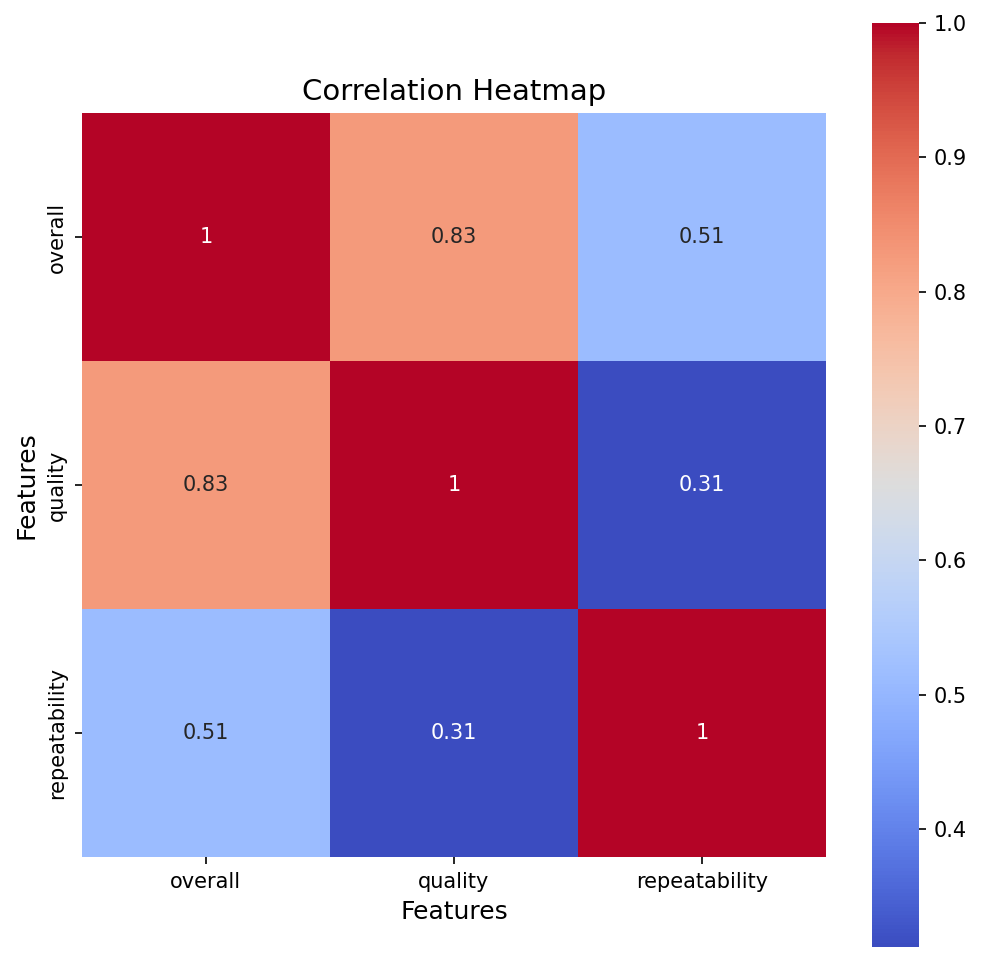 Correlation Heatmap
Features
overall
quality
repeatability
1
0.83
0.51
0.83
1
0.31
0.51
0.31
1
overall
quality
repeatability
Features
1.0
0.9
0.8
0.7
0.6
0.5
0.4